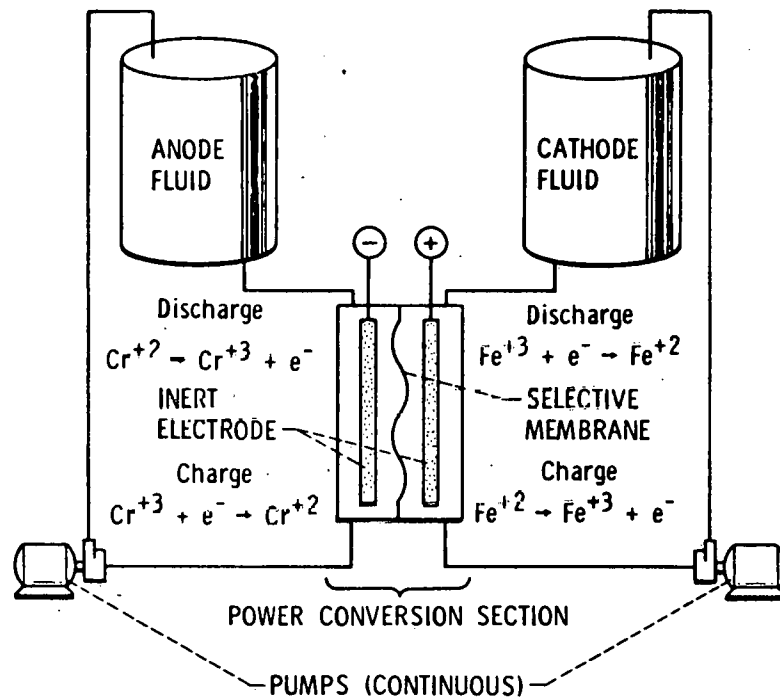 ANODE
FLUID
CATHODE
FLUID
−
+
Discharge
Cr+2 → Cr+3 + e-
Discharge
Fe+3 + e- → Fe+2
INERT
ELECTRODE
SELECTIVE
MEMBRANE
Charge
Cr+3 + e- → Cr+2
Charge
Fe+2 → Fe+3 + e-
POWER CONVERSION SECTION
PUMPS (CONTINUOUS)